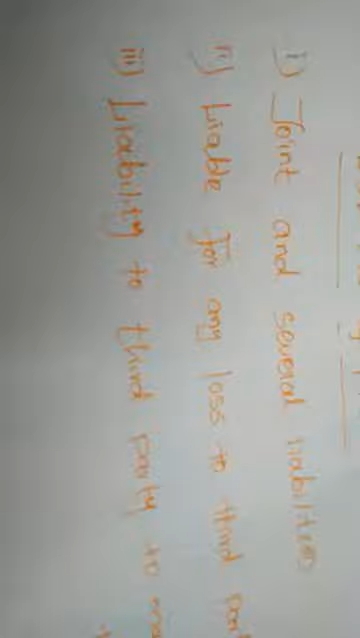 i) Joint and several liabilities
ii) Liable for any loss to third
iii) Liability to third party to